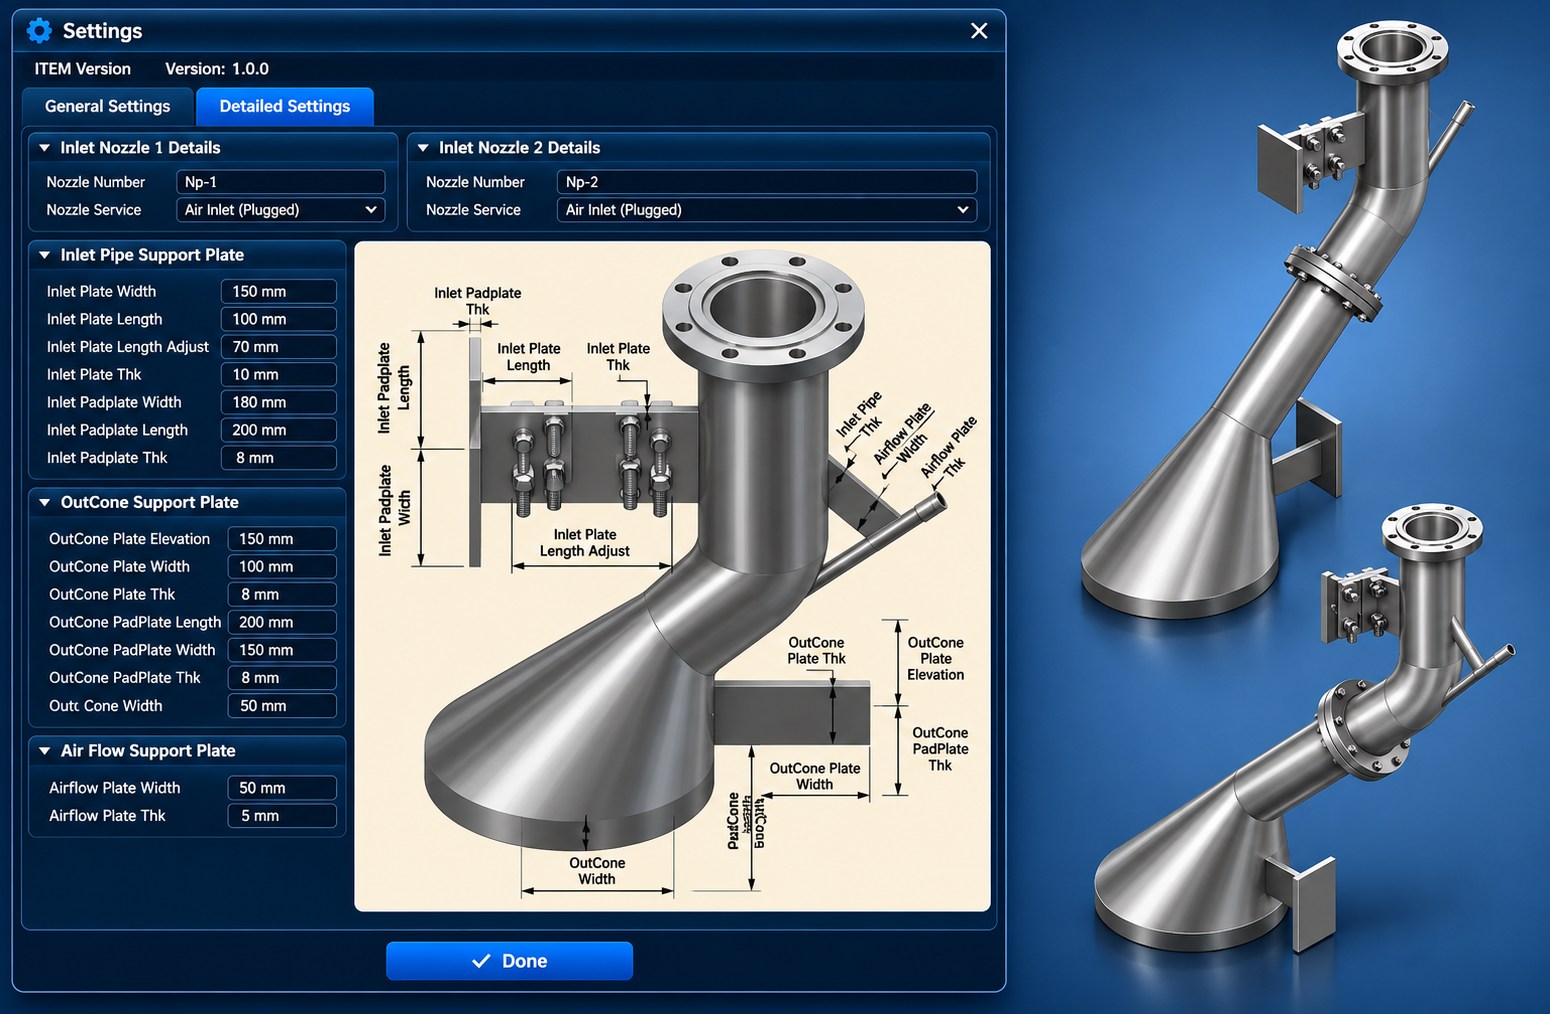 Settings
ITEM Version Version: 1.0.0
General Settings Detailed Settings
Inlet Nozzle 1 Details
Nozzle Number Np-1
Nozzle Service Air Inlet (Plugged)
Inlet Nozzle 2 Details
Nozzle Number Np-2
Nozzle Service Air Inlet (Plugged)
Inlet Pipe Support Plate
Inlet Plate Width 150 mm
Inlet Plate Length 100 mm
Inlet Plate Length Adjust 70 mm
Inlet Plate Thk 10 mm
Inlet Padplate Width 180 mm
Inlet Padplate Length 200 mm
Inlet Padplate Thk 8 mm
OutCone Support Plate
OutCone Plate Elevation 150 mm
OutCone Plate Width 100 mm
OutCone Plate Thk 8 mm
OutCone PadPlate Length 200 mm
OutCone PadPlate Width 150 mm
OutCone PadPlate Thk 8 mm
Outc Cone Width 50 mm
Air Flow Support Plate
Airflow Plate Width 50 mm
Airflow Plate Thk 5 mm
Inlet Padplate
Thk
Inlet Padplate
Length
Inlet Plate
Length
Inlet Plate
Thk
Inlet Padplate
Width
Inlet Plate
Length Adjust
Inlet Pipe
Thk
Airflow Plate
Width
Airflow Plate
Thk
OutCone
Plate Thk
OutCone
Plate
Elevation
OutCone
PadPlate
Thk
OutCone Plate
Width
OutCone
Width
Done